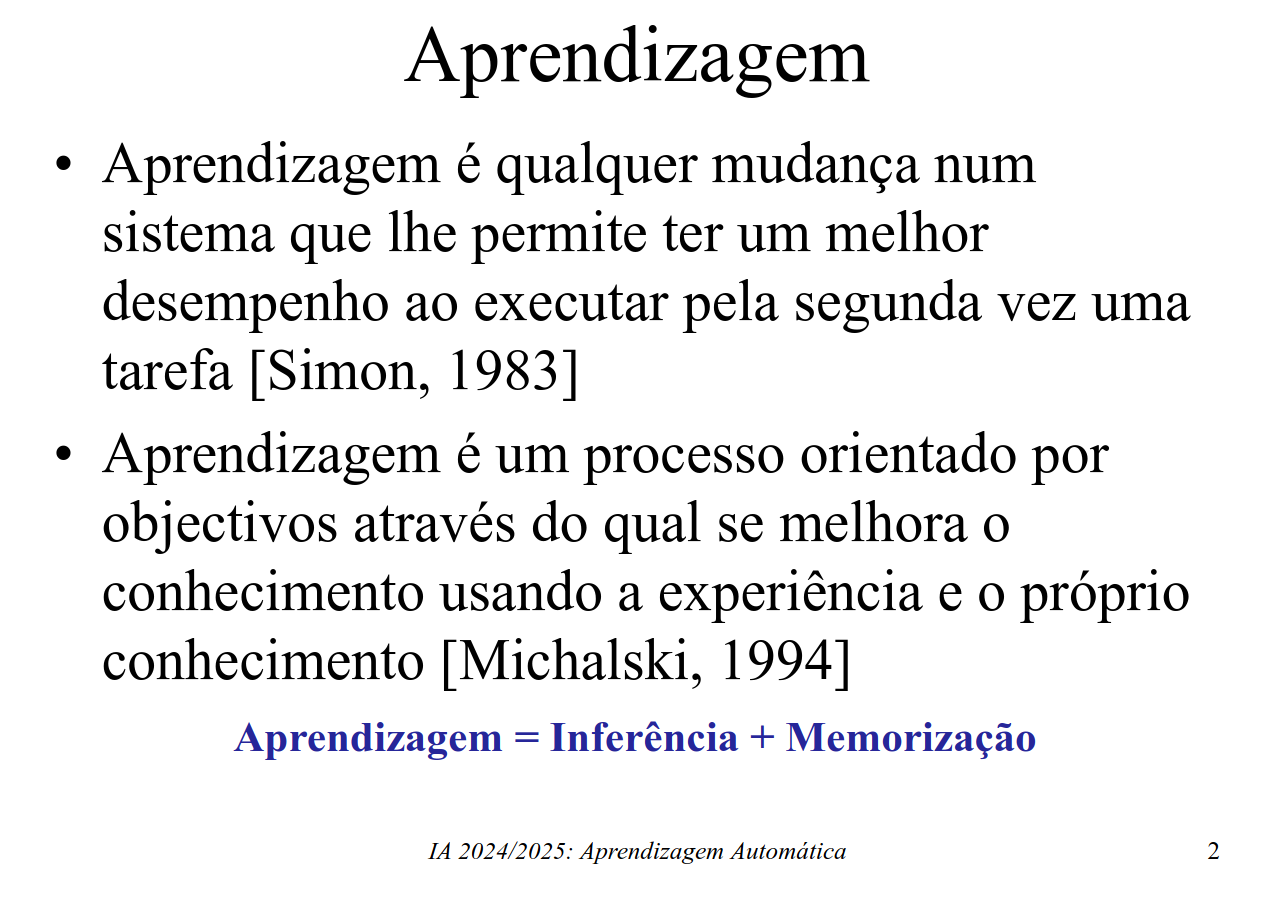 Aprendizagem
• Aprendizagem é qualquer mudança num
sistema que lhe permite ter um melhor
desempenho ao executar pela segunda vez uma
tarefa [Simon, 1983]
• Aprendizagem é um processo orientado por
objectivos através do qual se melhora o
conhecimento usando a experiência e o próprio
conhecimento [Michalski, 1994]
Aprendizagem = Inferência + Memorização
IA 2024/2025: Aprendizagem Automática
2